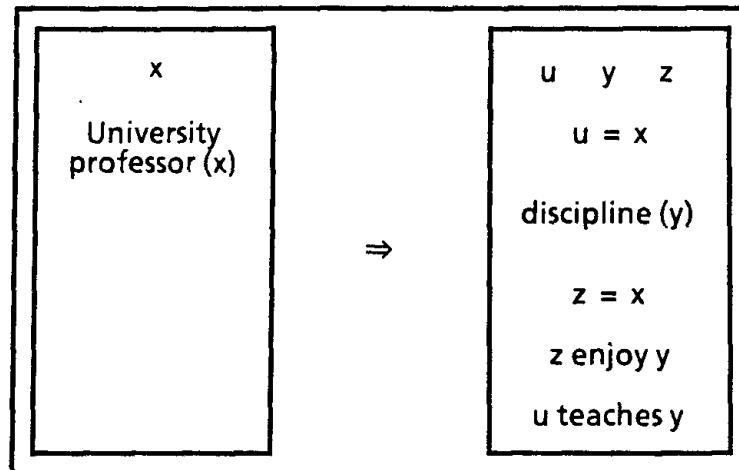 x
University
professor (x)
⇒
u y z
u = x
discipline (y)
z = x
z enjoy y
u teaches y